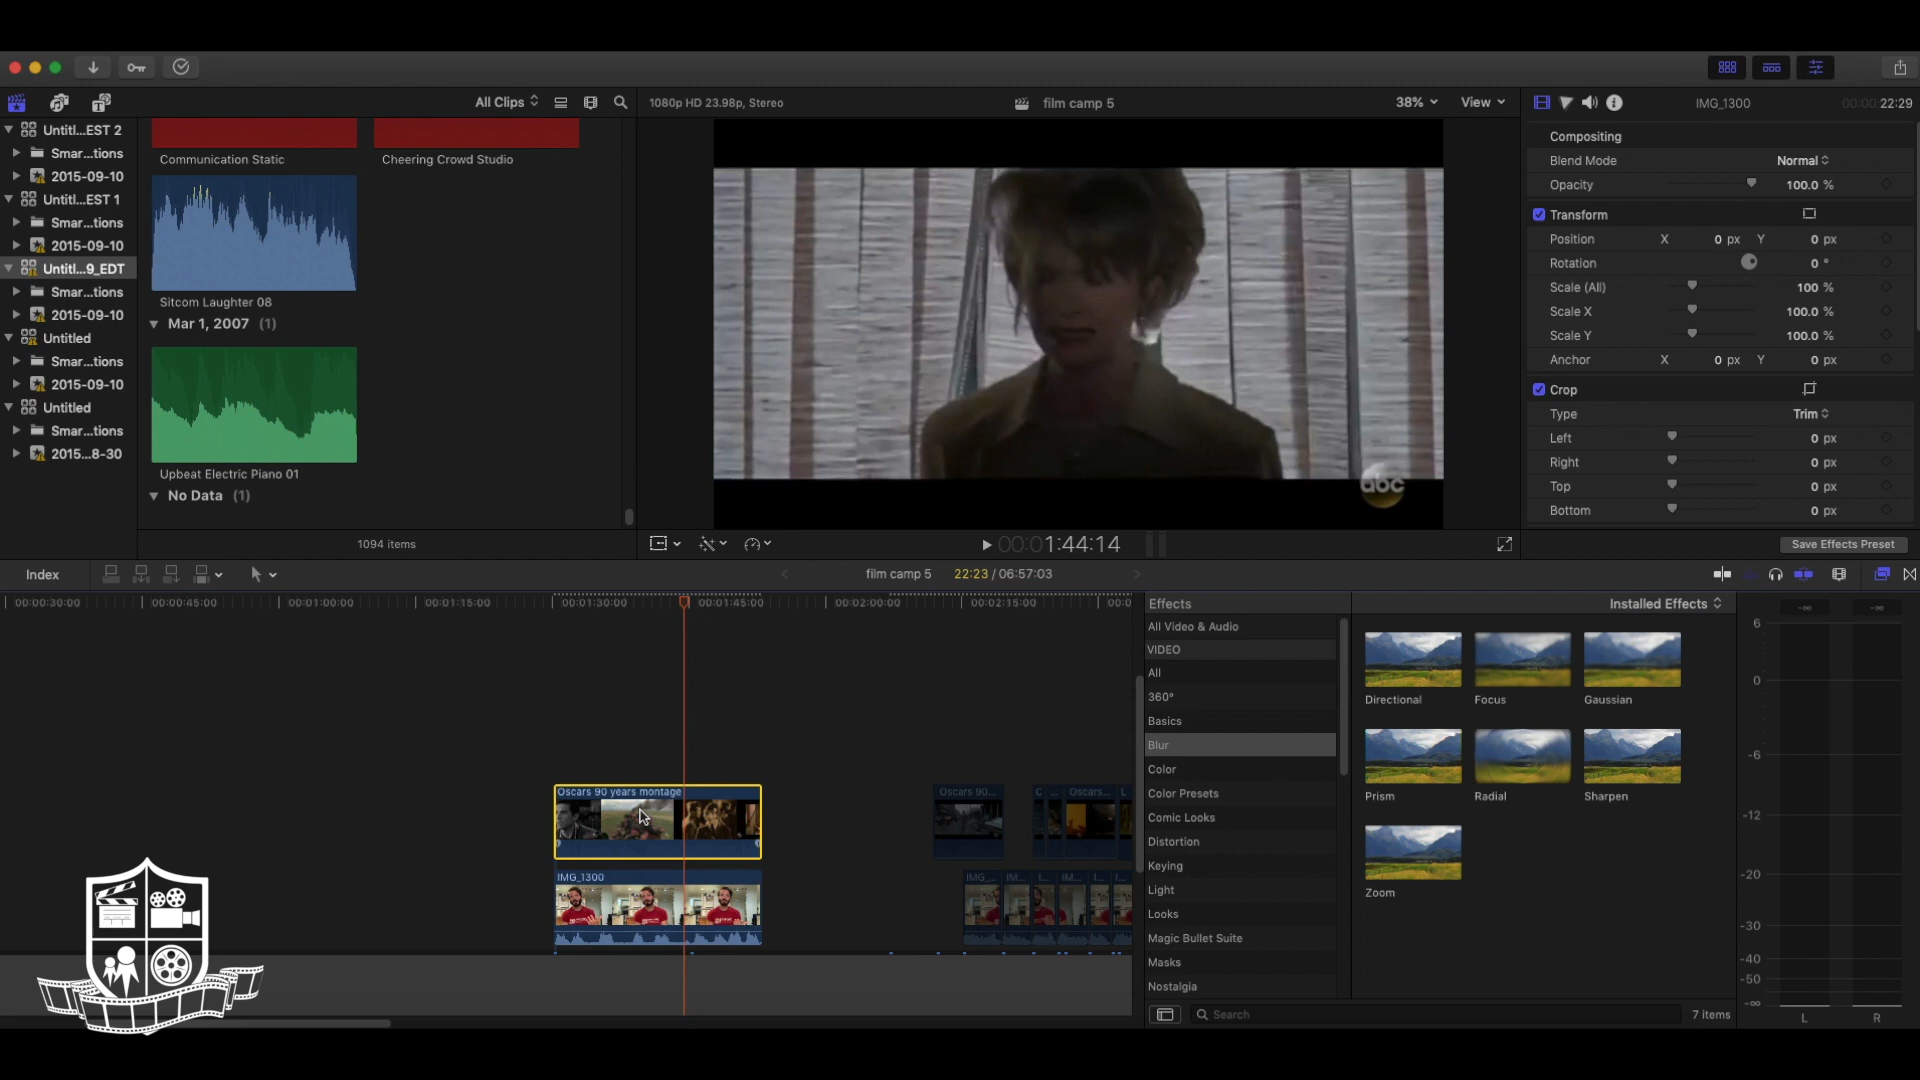 All Clips
1080p HD 23.98p, Stereo
film camp 5
38%
View
IMG_1300
00:00:22:29
Untitl...EST 2
Smar...tions
2015-09-10
Untitl...EST 1
Smar...tions
2015-09-10
Untitl...9_EDT
Smar...tions
2015-09-10
Untitled
Smar...tions
2015-09-10
Untitled
Smar...tions
2015...8-30
Communication Static
Cheering Crowd Studio
Sitcom Laughter 08
Mar 1, 2007 (1)
Upbeat Electric Piano 01
No Data (1)
1094 items
abc
00:01:44:14
Compositing
Blend Mode
Normal
Opacity
100.0 %
Transform
Position
X
0 px
Y
0 px
Rotation
0 °
Scale (All)
100 %
Scale X
100.0 %
Scale Y
100.0 %
Anchor
X
0 px
Y
0 px
Crop
Type
Trim
Left
0 px
Right
0 px
Top
0 px
Bottom
0 px
Save Effects Preset
Index
film camp 5
22:23 / 06:57:03
00:00:30:00
00:00:45:00
00:01:00:00
00:01:15:00
00:01:30:00
00:01:45:00
00:02:00:00
00:02:15:00
00:0
Oscars 90 years montage
IMG_1300
Oscars 90...
C
...
Oscars...
L
IMG_...
IM...
I...
IM...
I...
I...
Effects
All Video & Audio
VIDEO
All
360°
Basics
Blur
Color
Color Presets
Comic Looks
Distortion
Keying
Light
Looks
Magic Bullet Suite
Masks
Nostalgia
Installed Effects
Directional
Focus
Gaussian
Prism
Radial
Sharpen
Zoom
Search
7 items
-∞
-∞
6
0
-6
-12
-20
-30
-40
-50
-∞
L
R